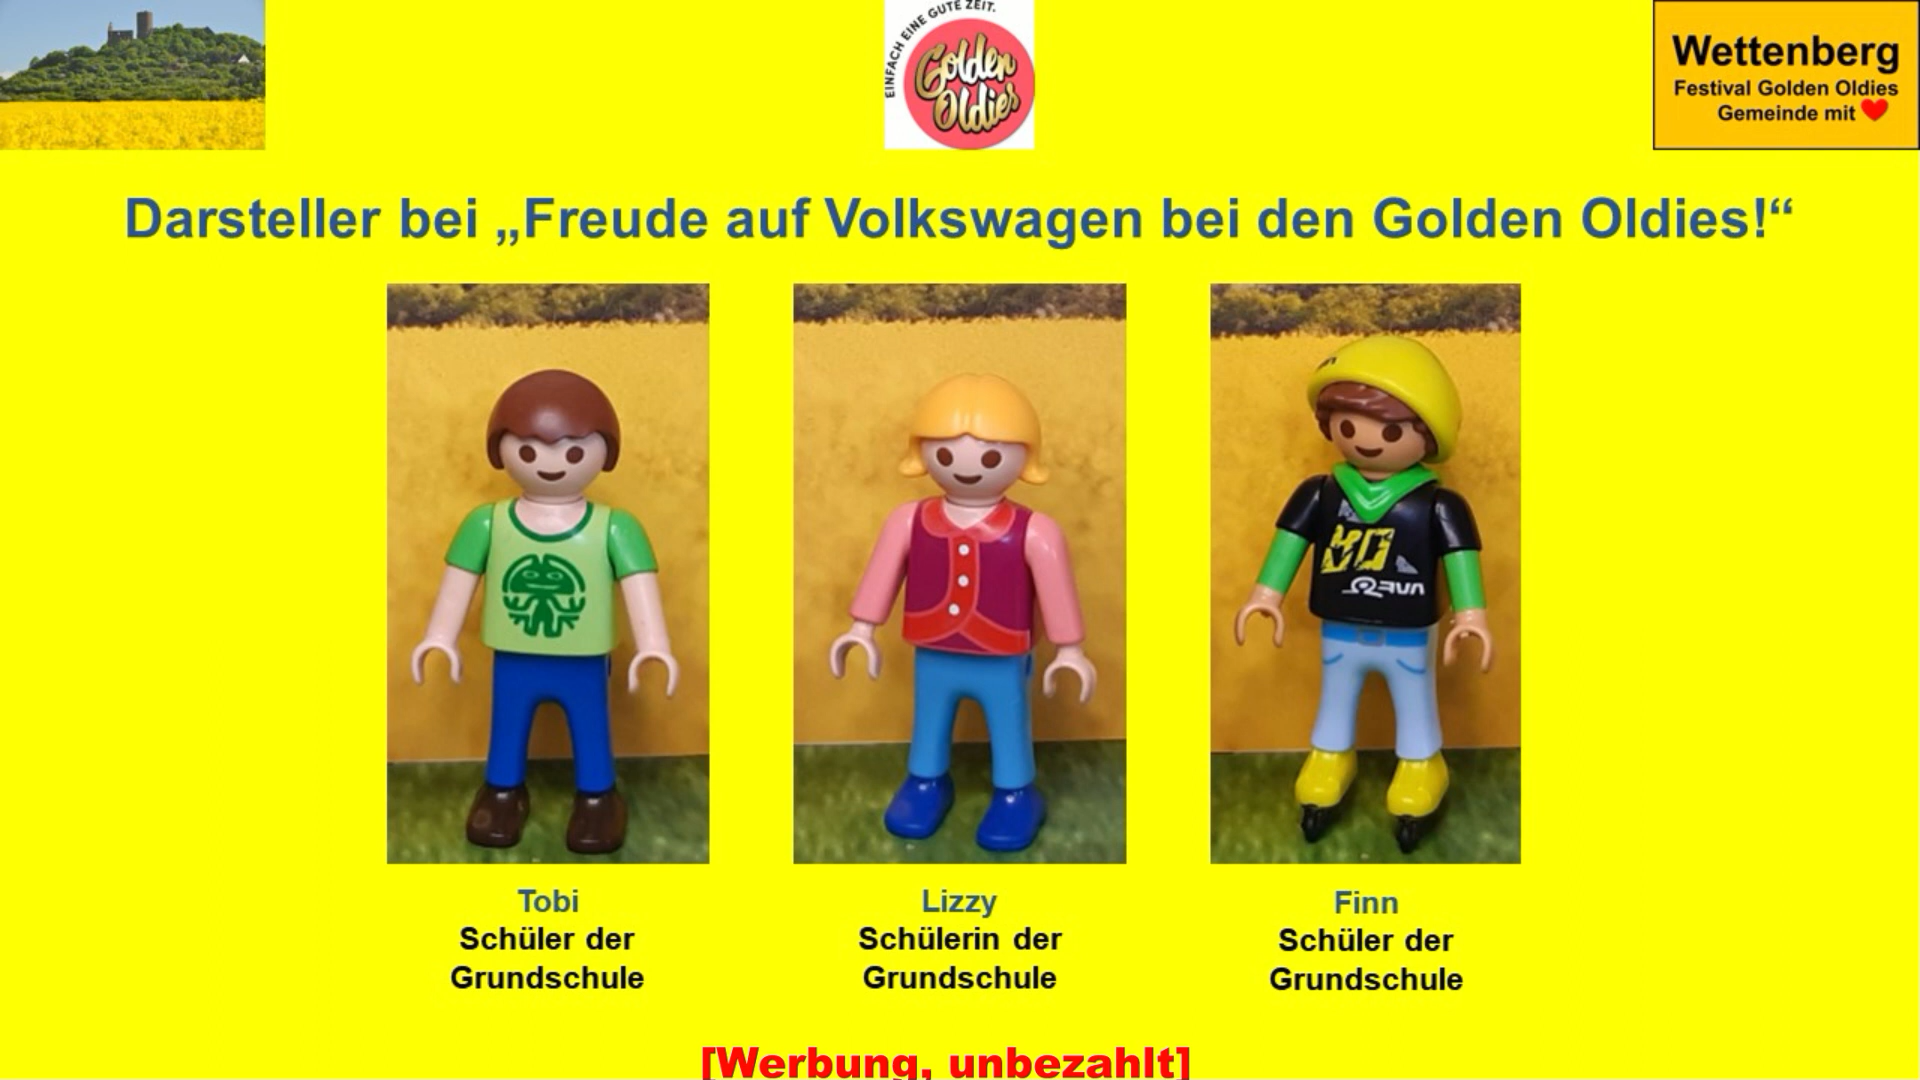 EINFACH EINE GUTE ZEIT.
Golden
Oldies
Wettenberg
Festival Golden Oldies
Gemeinde mit
Darsteller bei „Freude auf Volkswagen bei den Golden Oldies!“
Tobi
Schüler der
Grundschule
Lizzy
Schülerin der
Grundschule
Finn
Schüler der
Grundschule
[Werbung, unbezahlt]